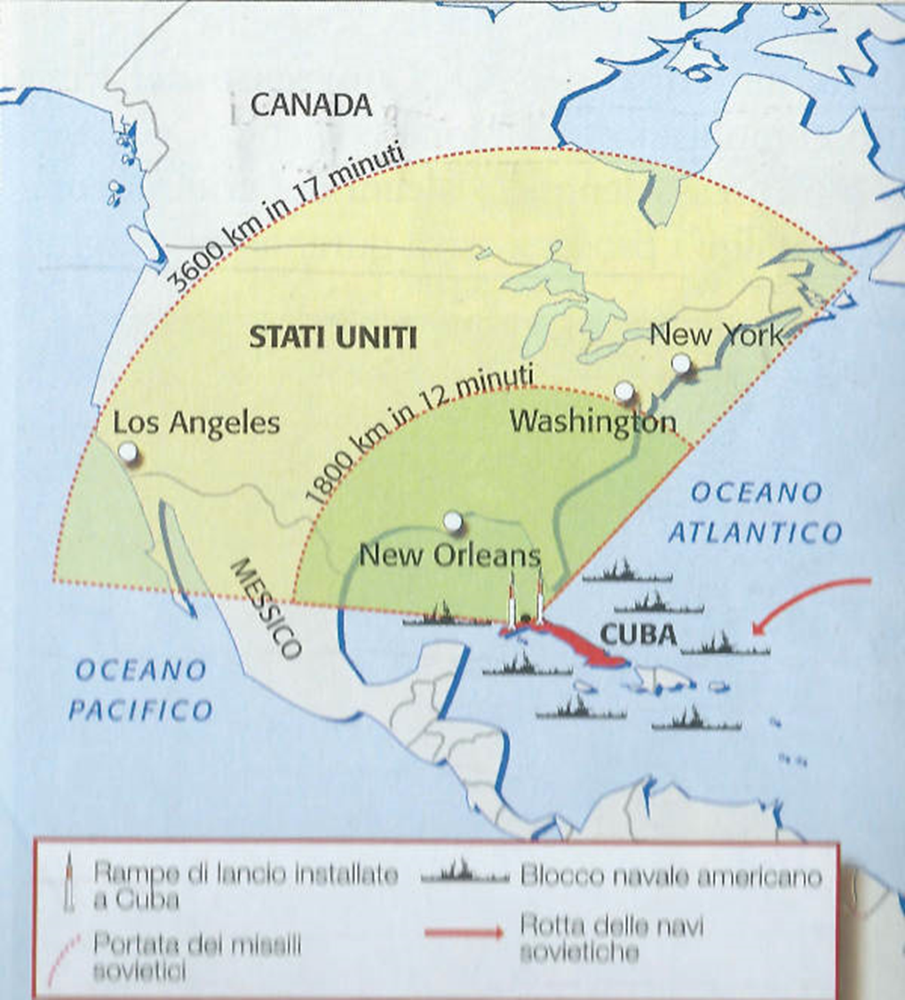 CANADA
3600 km in 17 minuti
STATI UNITI
New York
1800 km in 12 minuti
Los Angeles
Washington
OCEANO
ATLANTICO
New Orleans
MESSICO
CUBA
OCEANO
PACIFICO
Rampe di lancio installate
a Cuba
Portata dei missili
sovietici
Blocco navale americano
Rotta delle navi
sovietiche